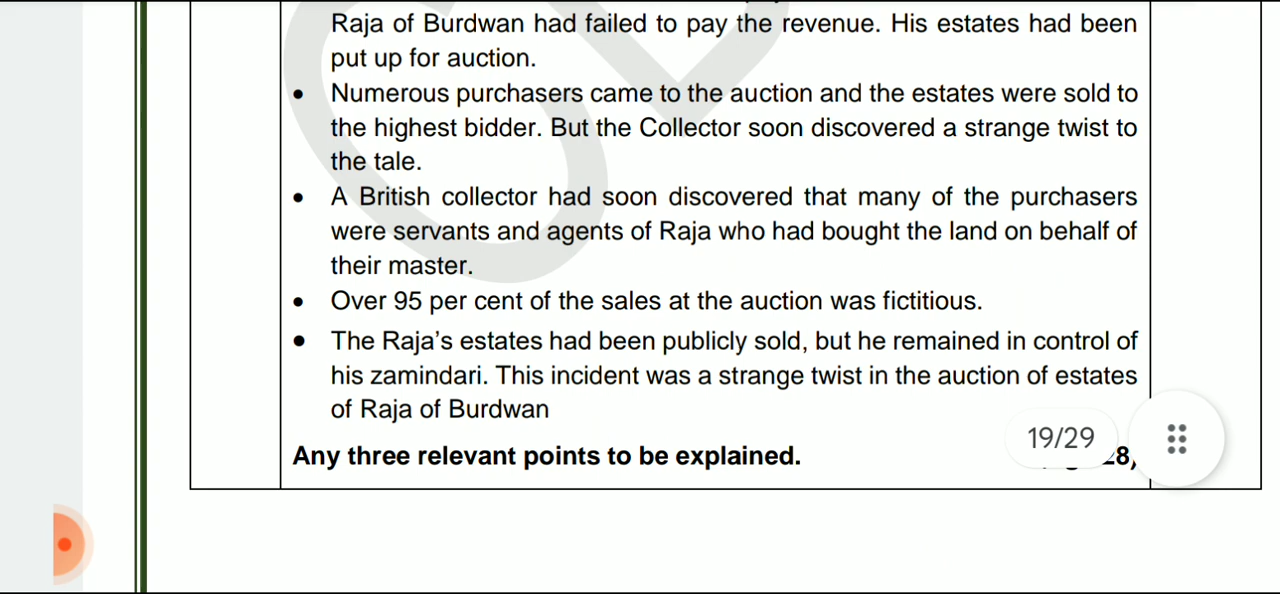 Raja of Burdwan had failed to pay the revenue. His estates had been
put up for auction.
• Numerous purchasers came to the auction and the estates were sold to
the highest bidder. But the Collector soon discovered a strange twist to
the tale.
• A British collector had soon discovered that many of the purchasers
were servants and agents of Raja who had bought the land on behalf of
their master.
• Over 95 per cent of the sales at the auction was fictitious.
• The Raja’s estates had been publicly sold, but he remained in control of
his zamindari. This incident was a strange twist in the auction of estates
of Raja of Burdwan
19/29
Any three relevant points to be explained.